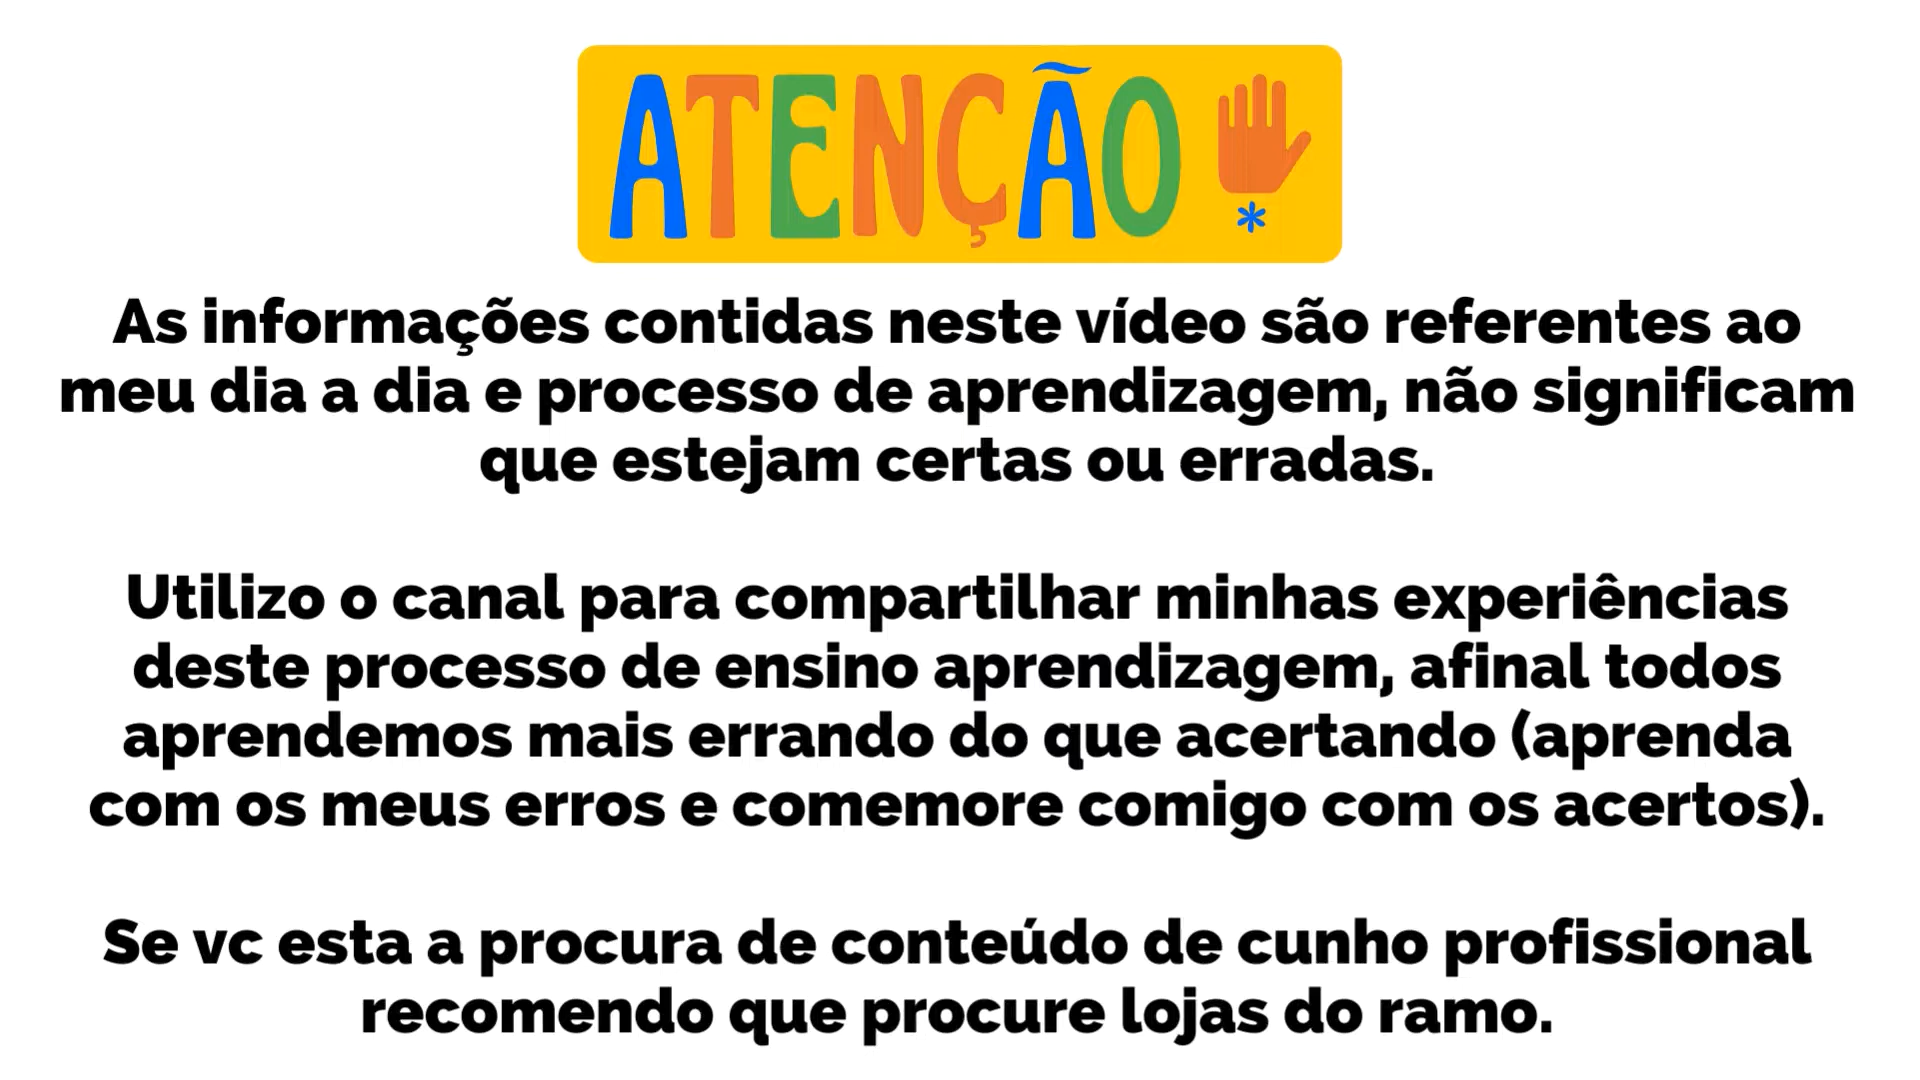 ATENÇÃO
As informações contidas neste vídeo são referentes ao
meu dia a dia e processo de aprendizagem, não significam
que estejam certas ou erradas.
Utilizo o canal para compartilhar minhas experiências
deste processo de ensino aprendizagem, afinal todos
aprendemos mais errando do que acertando (aprenda
com os meus erros e comemore comigo com os acertos).
Se vc esta a procura de conteúdo de cunho profissional
recomendo que procure lojas do ramo.